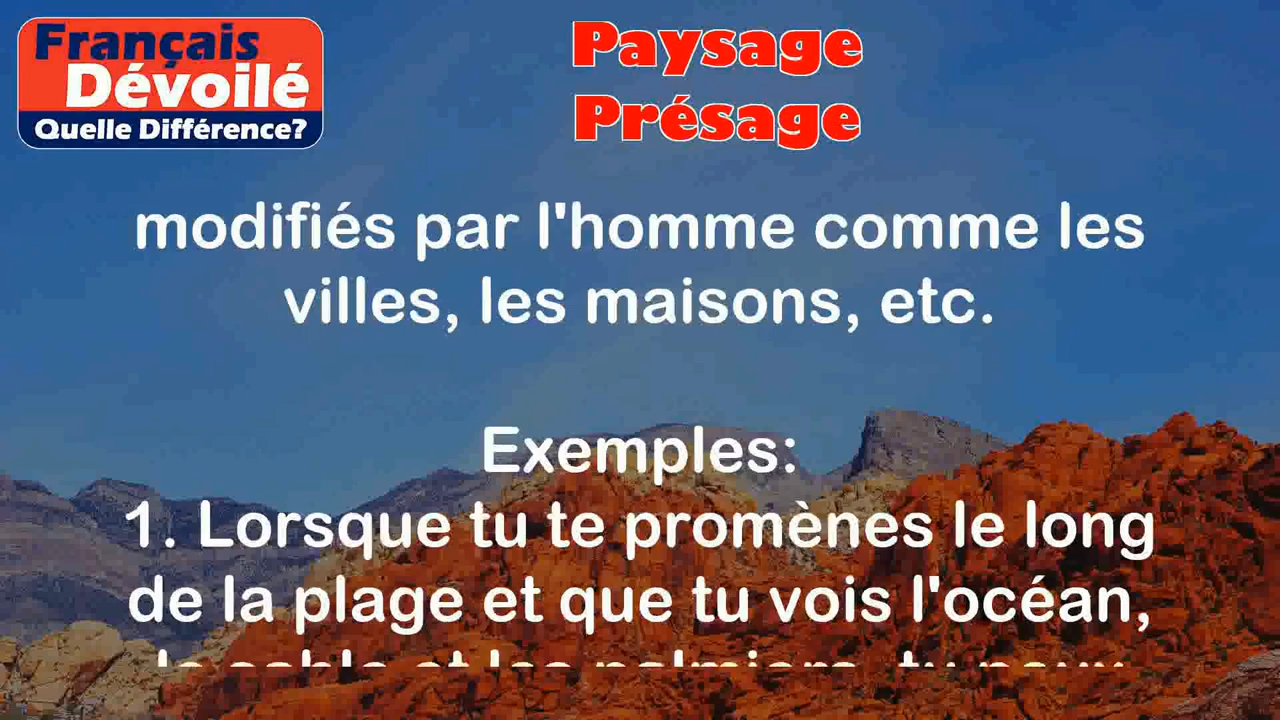 Français
Dévoilé
Quelle Différence?
Paysage
Présage
modifiés par l'homme comme les
villes, les maisons, etc.
Exemples:
1. Lorsque tu te promènes le long
de la plage et que tu vois l'océan,